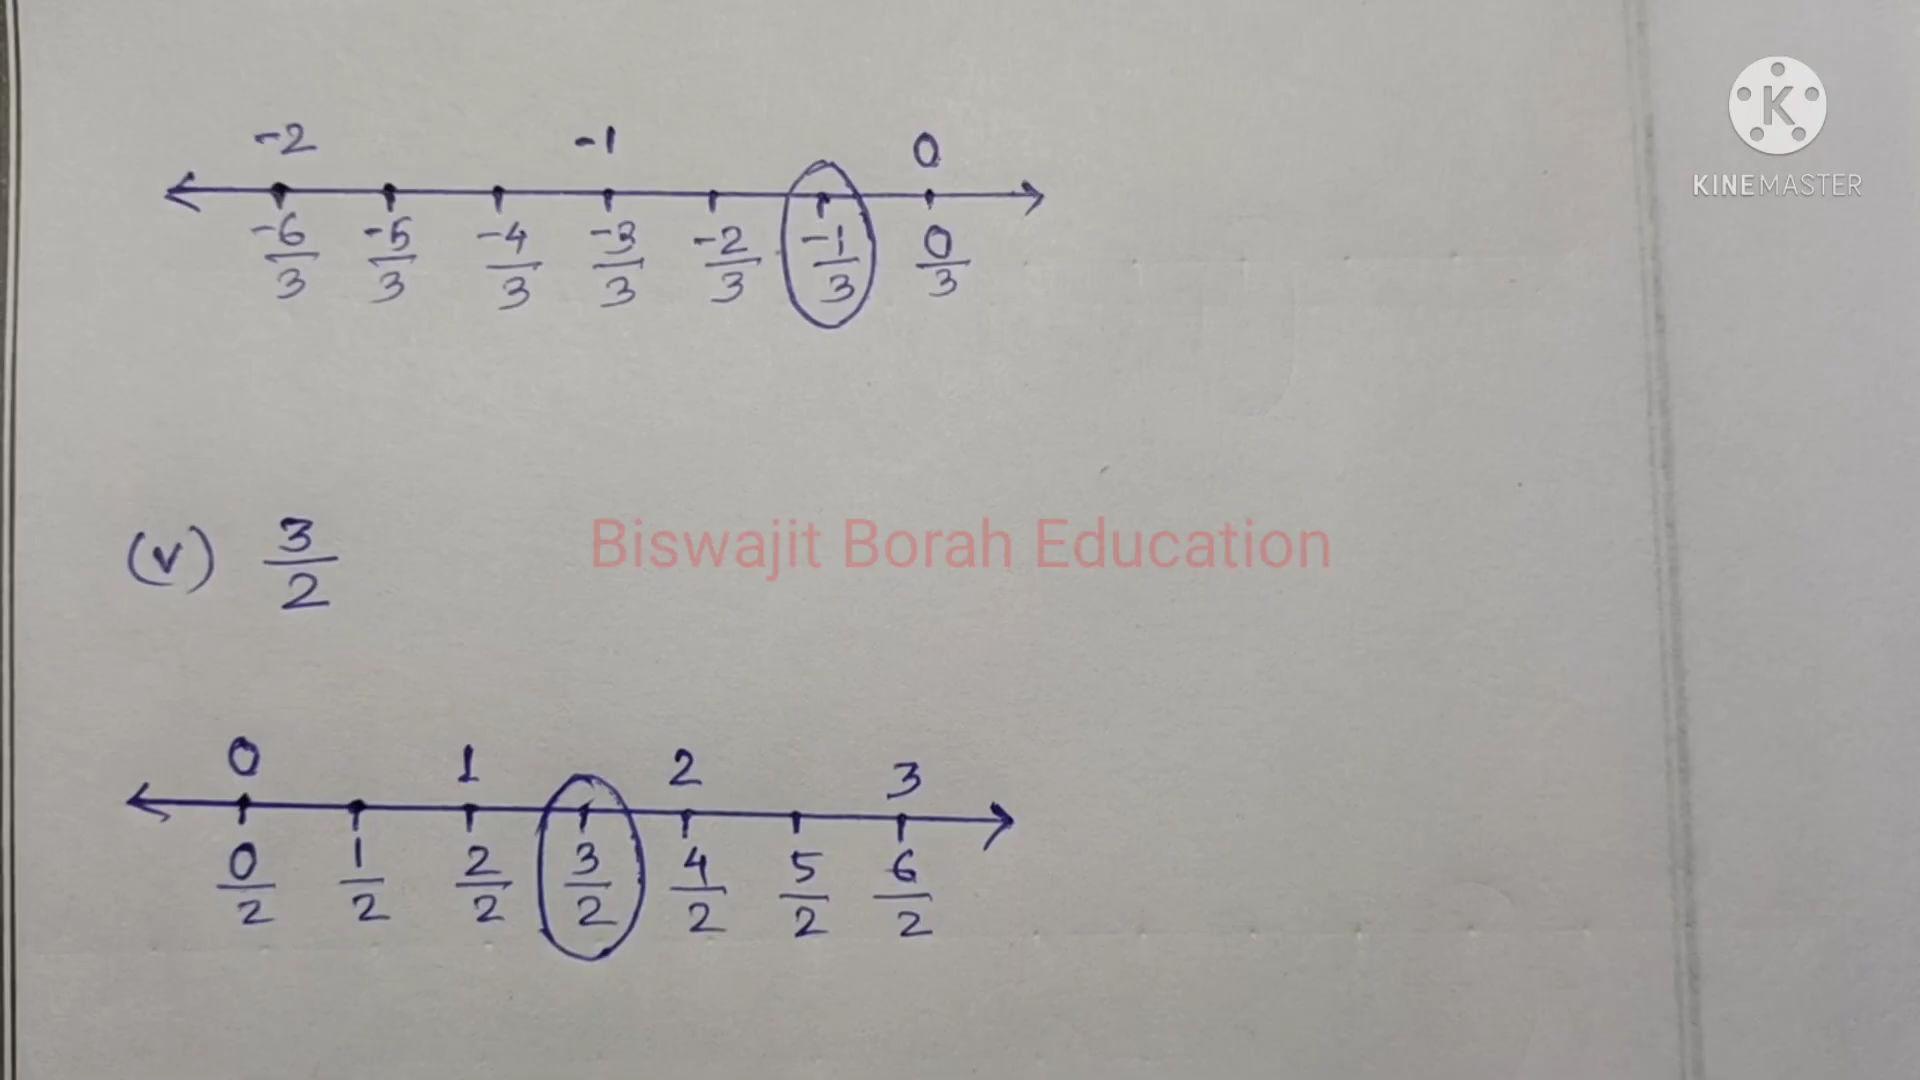 -2 -1 0
-6/3 -5/3 -4/3 -3/3 -2/3 -1/3 0/3
(v) 3/2
0 1 2 3
0/2 1/2 2/2 3/2 4/2 5/2 6/2
K
KINEMASTER
Biswajit Borah Education